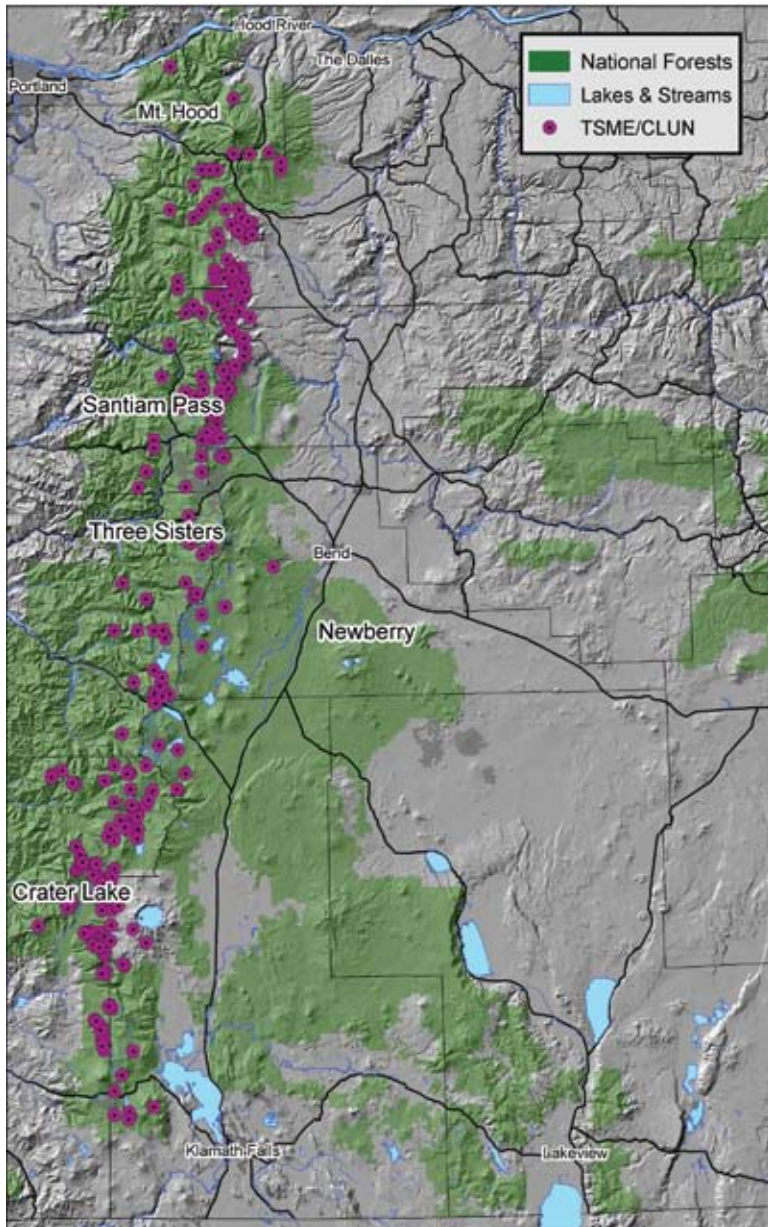 Hood River
The Dalles
Portland
Mt. Hood
National Forests
Lakes & Streams
TSME/CLUN
Santiam Pass
Three Sisters
Bend
Newberry
Crater Lake
Klamath Falls
Lakeview